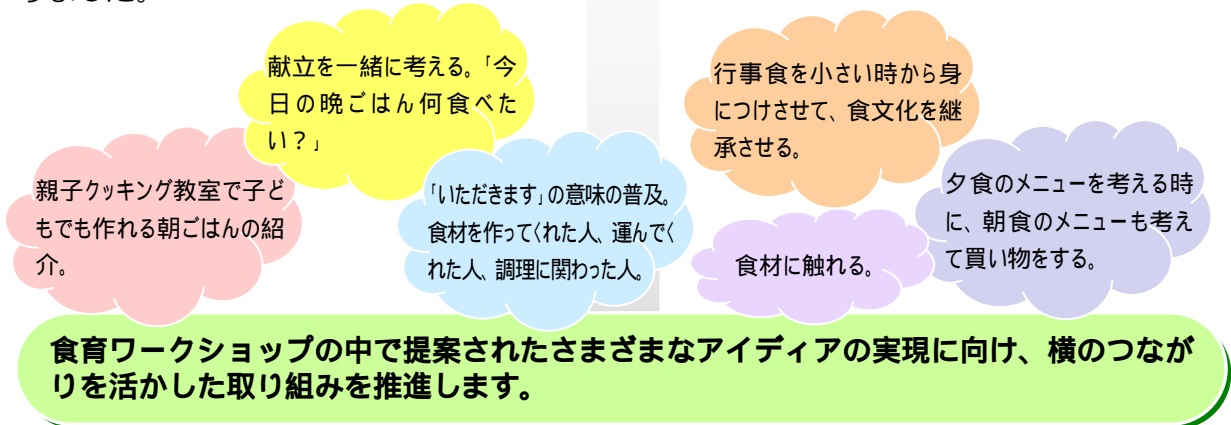 りました。
献立を一緒に考える。「今
日の晩ごはん何食べた
い？」
行事食を小さい時から身
につけさせて、食文化を継
承させる。
親子クッキング教室で子ど
もでも作れる朝ごはんの紹
介。
「いただきます」の意味の普及。
食材を作ってくれた人、運んでく
れた人、調理に関わった人。
食材に触れる。
夕食のメニューを考える時
に、朝食のメニューも考え
て買い物をする。
食育ワークショップの中で提案されたさまざまなアイディアの実現に向け、横のつなが
りを活かした取り組みを推進します。